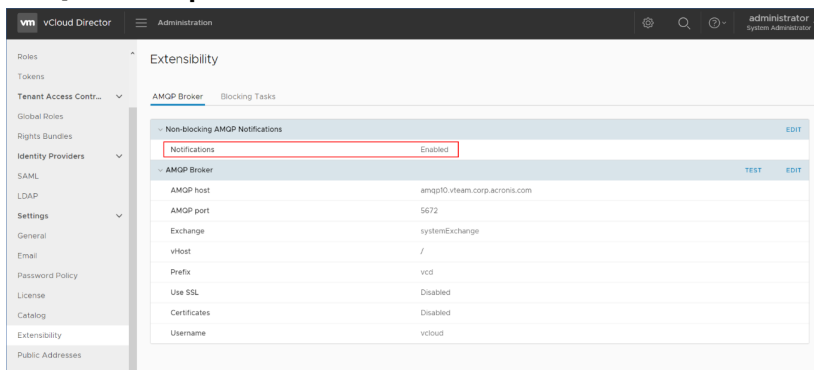 vm vCloud Director Administration administrator
System Administrator
Roles
Tokens
Tenant Access Contr...
Global Roles
Rights Bundles
Identity Providers
SAML
LDAP
Settings
General
Email
Password Policy
License
Catalog
Extensibility
Public Addresses
Extensibility
AMQP Broker Blocking Tasks
Non-blocking AMQP Notifications EDIT
Notifications Enabled
AMQP Broker TEST EDIT
AMQP host amqp10.vteam.corp.acronis.com
AMQP port 5672
Exchange systemExchange
vHost /
Prefix vcd
Use SSL Disabled
Certificates Disabled
Username vcloud